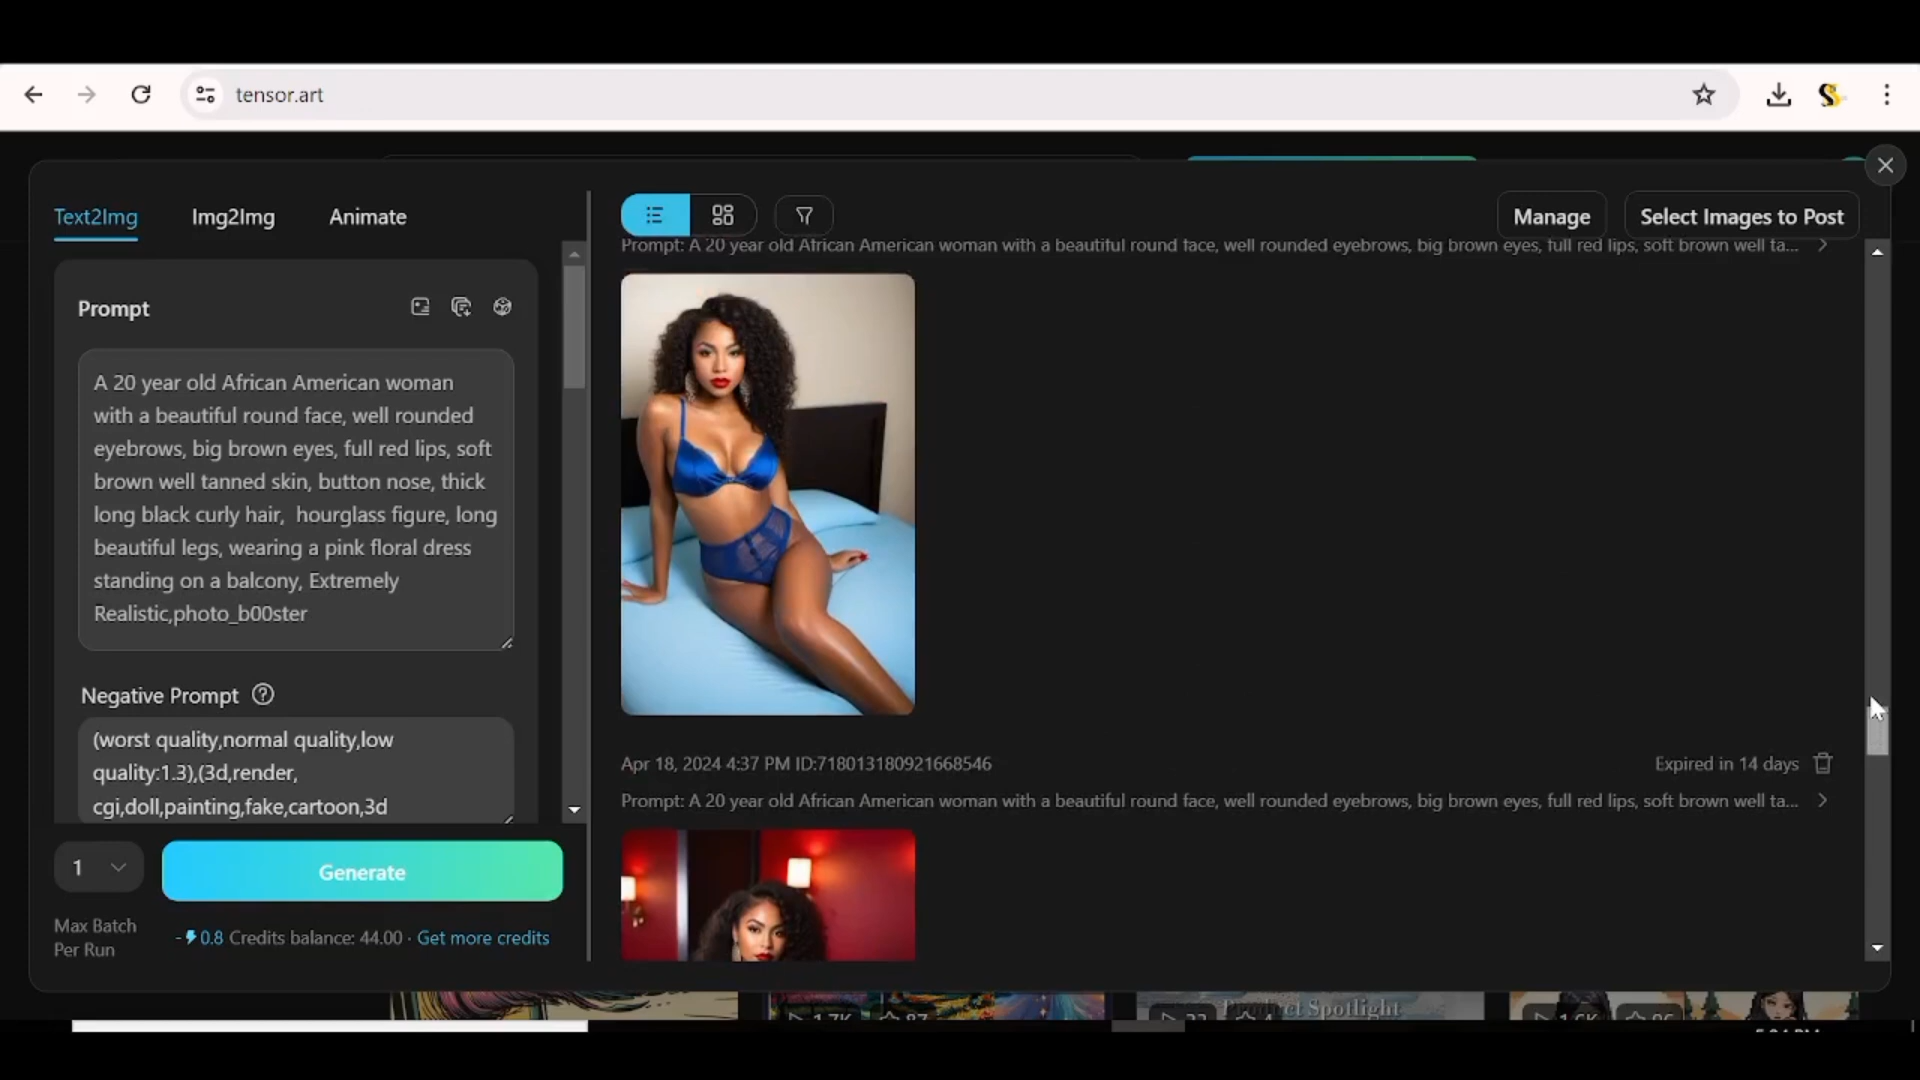 tensor.art
Text2Img
Img2Img
Animate
Manage
Select Images to Post
Prompt: A 20 year old African American woman with a beautiful round face, well rounded eyebrows, big brown eyes, full red lips, soft brown well ta...
Prompt
A 20 year old African American woman
with a beautiful round face, well rounded
eyebrows, big brown eyes, full red lips, soft
brown well tanned skin, button nose, thick
long black curly hair,  hourglass figure, long
beautiful legs, wearing a pink floral dress
standing on a balcony, Extremely
Realistic,photo_b00ster
Negative Prompt
(worst quality,normal quality,low
quality:1.3),(3d,render,
cgi,doll,painting,fake,cartoon,3d
Apr 18, 2024 4:37 PM ID:718013180921668546
Expired in 14 days
Prompt: A 20 year old African American woman with a beautiful round face, well rounded eyebrows, big brown eyes, full red lips, soft brown well ta...
1
Generate
Max Batch
Per Run
-0.8 Credits balance: 44.00 · Get more credits
Product Spotlight